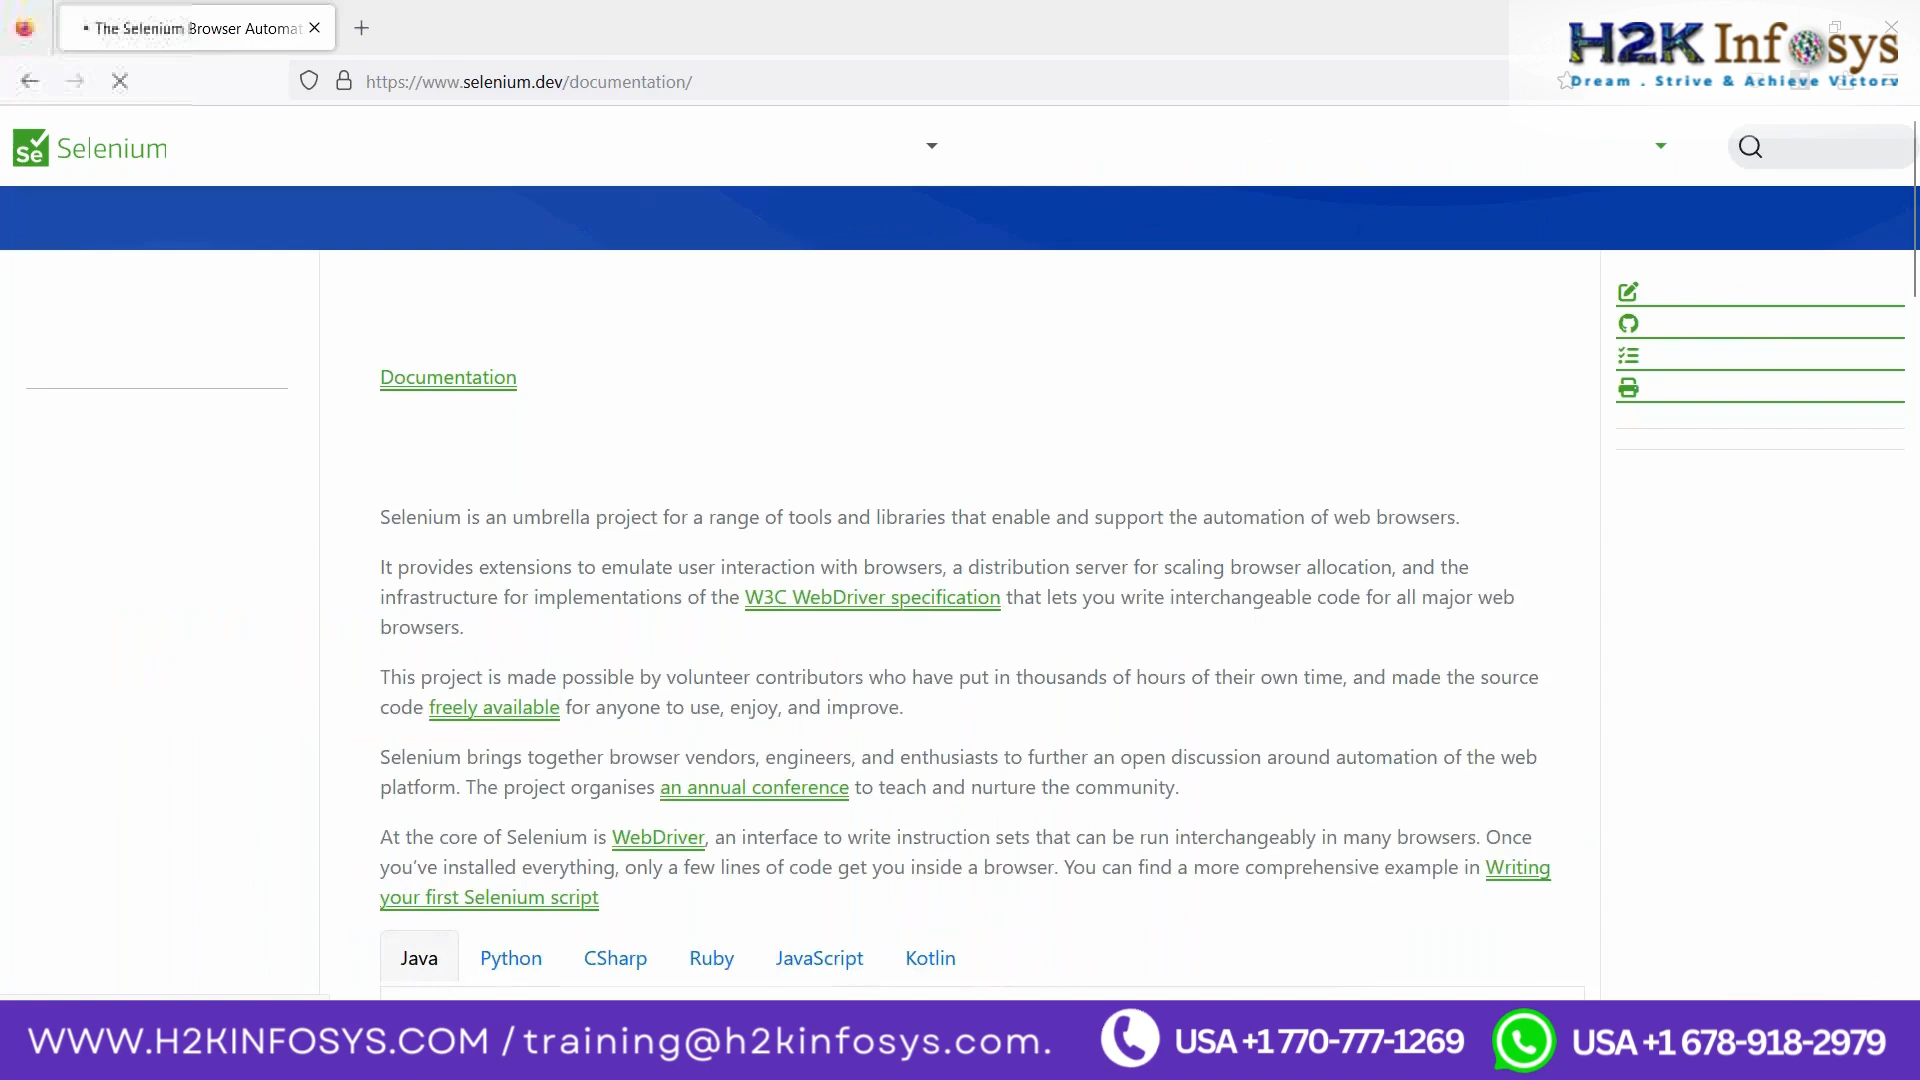 The Selenium Browser Automat
H2K Infosys
Dream . Strive & Achieve Victory
https://www.selenium.dev/documentation/
Se Selenium
Documentation
Selenium is an umbrella project for a range of tools and libraries that enable and support the automation of web browsers.
It provides extensions to emulate user interaction with browsers, a distribution server for scaling browser allocation, and the
infrastructure for implementations of the W3C WebDriver specification that lets you write interchangeable code for all major web
browsers.
This project is made possible by volunteer contributors who have put in thousands of hours of their own time, and made the source
code freely available for anyone to use, enjoy, and improve.
Selenium brings together browser vendors, engineers, and enthusiasts to further an open discussion around automation of the web
platform. The project organises an annual conference to teach and nurture the community.
At the core of Selenium is WebDriver, an interface to write instruction sets that can be run interchangeably in many browsers. Once
you’ve installed everything, only a few lines of code get you inside a browser. You can find a more comprehensive example in Writing
your first Selenium script
Java Python CSharp Ruby JavaScript Kotlin
WWW.H2KINFOSYS.COM / training@h2kinfosys.com. USA +1 770-777-1269 USA +1 678-918-2979